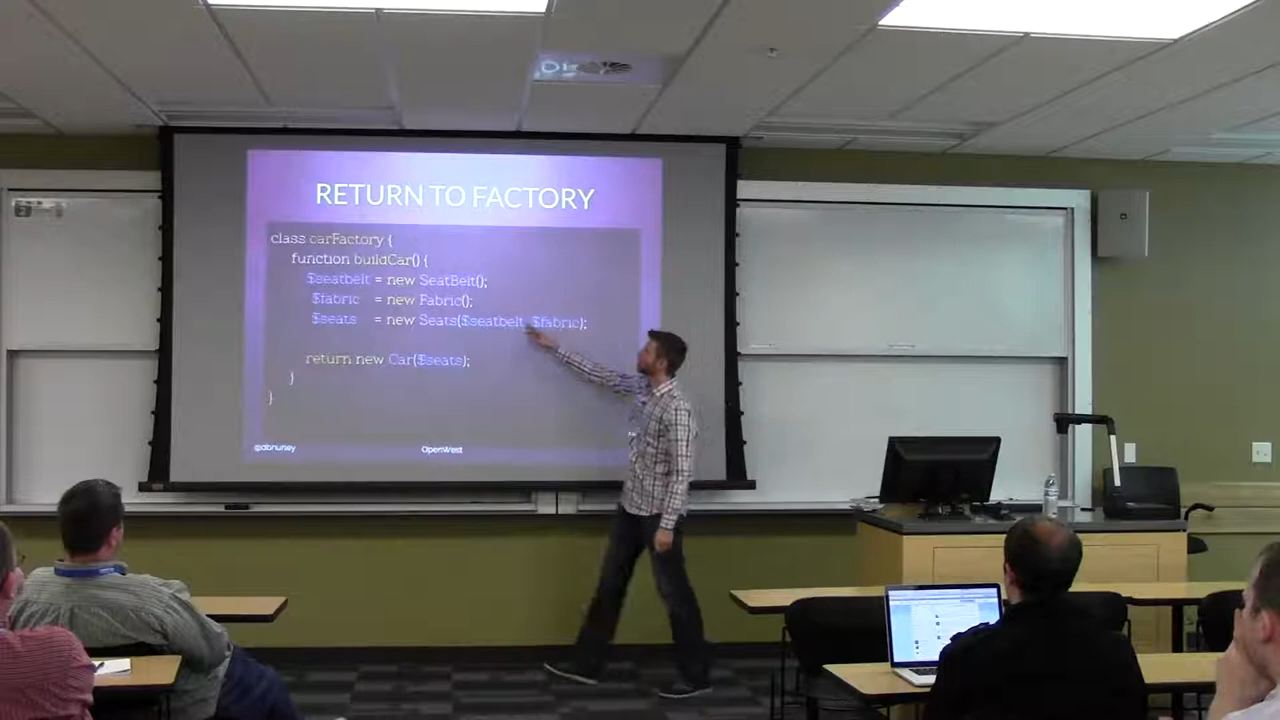 RETURN TO FACTORY
class carFactory {
function buildCar() {
$seatbelt = new SeatBelt();
$fabric = new Fabric();
$seats = new Seats($seatbelt, $fabric);
return new Car($seats);
}
}
@dbhurley
OpenWest